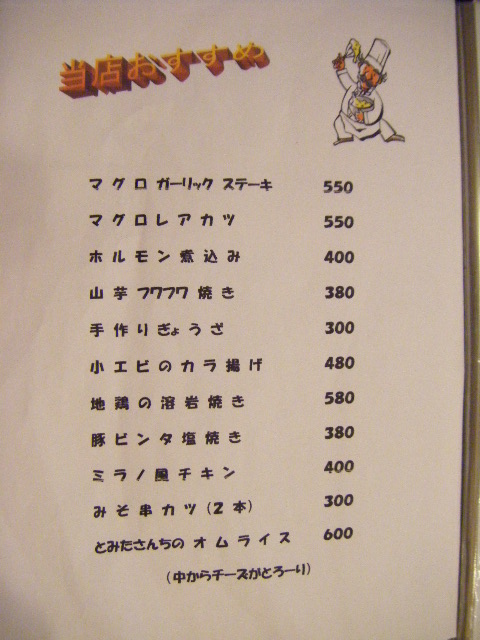 当店おすすめ
マグロガーリックステーキ 550
マグロレアカツ 550
ホルモン煮込み 400
山芋フワフワ焼き 380
手作りぎょうざ 300
小エビのカラ揚げ 480
地鶏の溶岩焼き 580
豚ビンタ塩焼き 380
ミラノ風チキン 400
みそ串カツ(2本) 300
とみたさんちのオムライス 600
(中からチーズがとろーり)